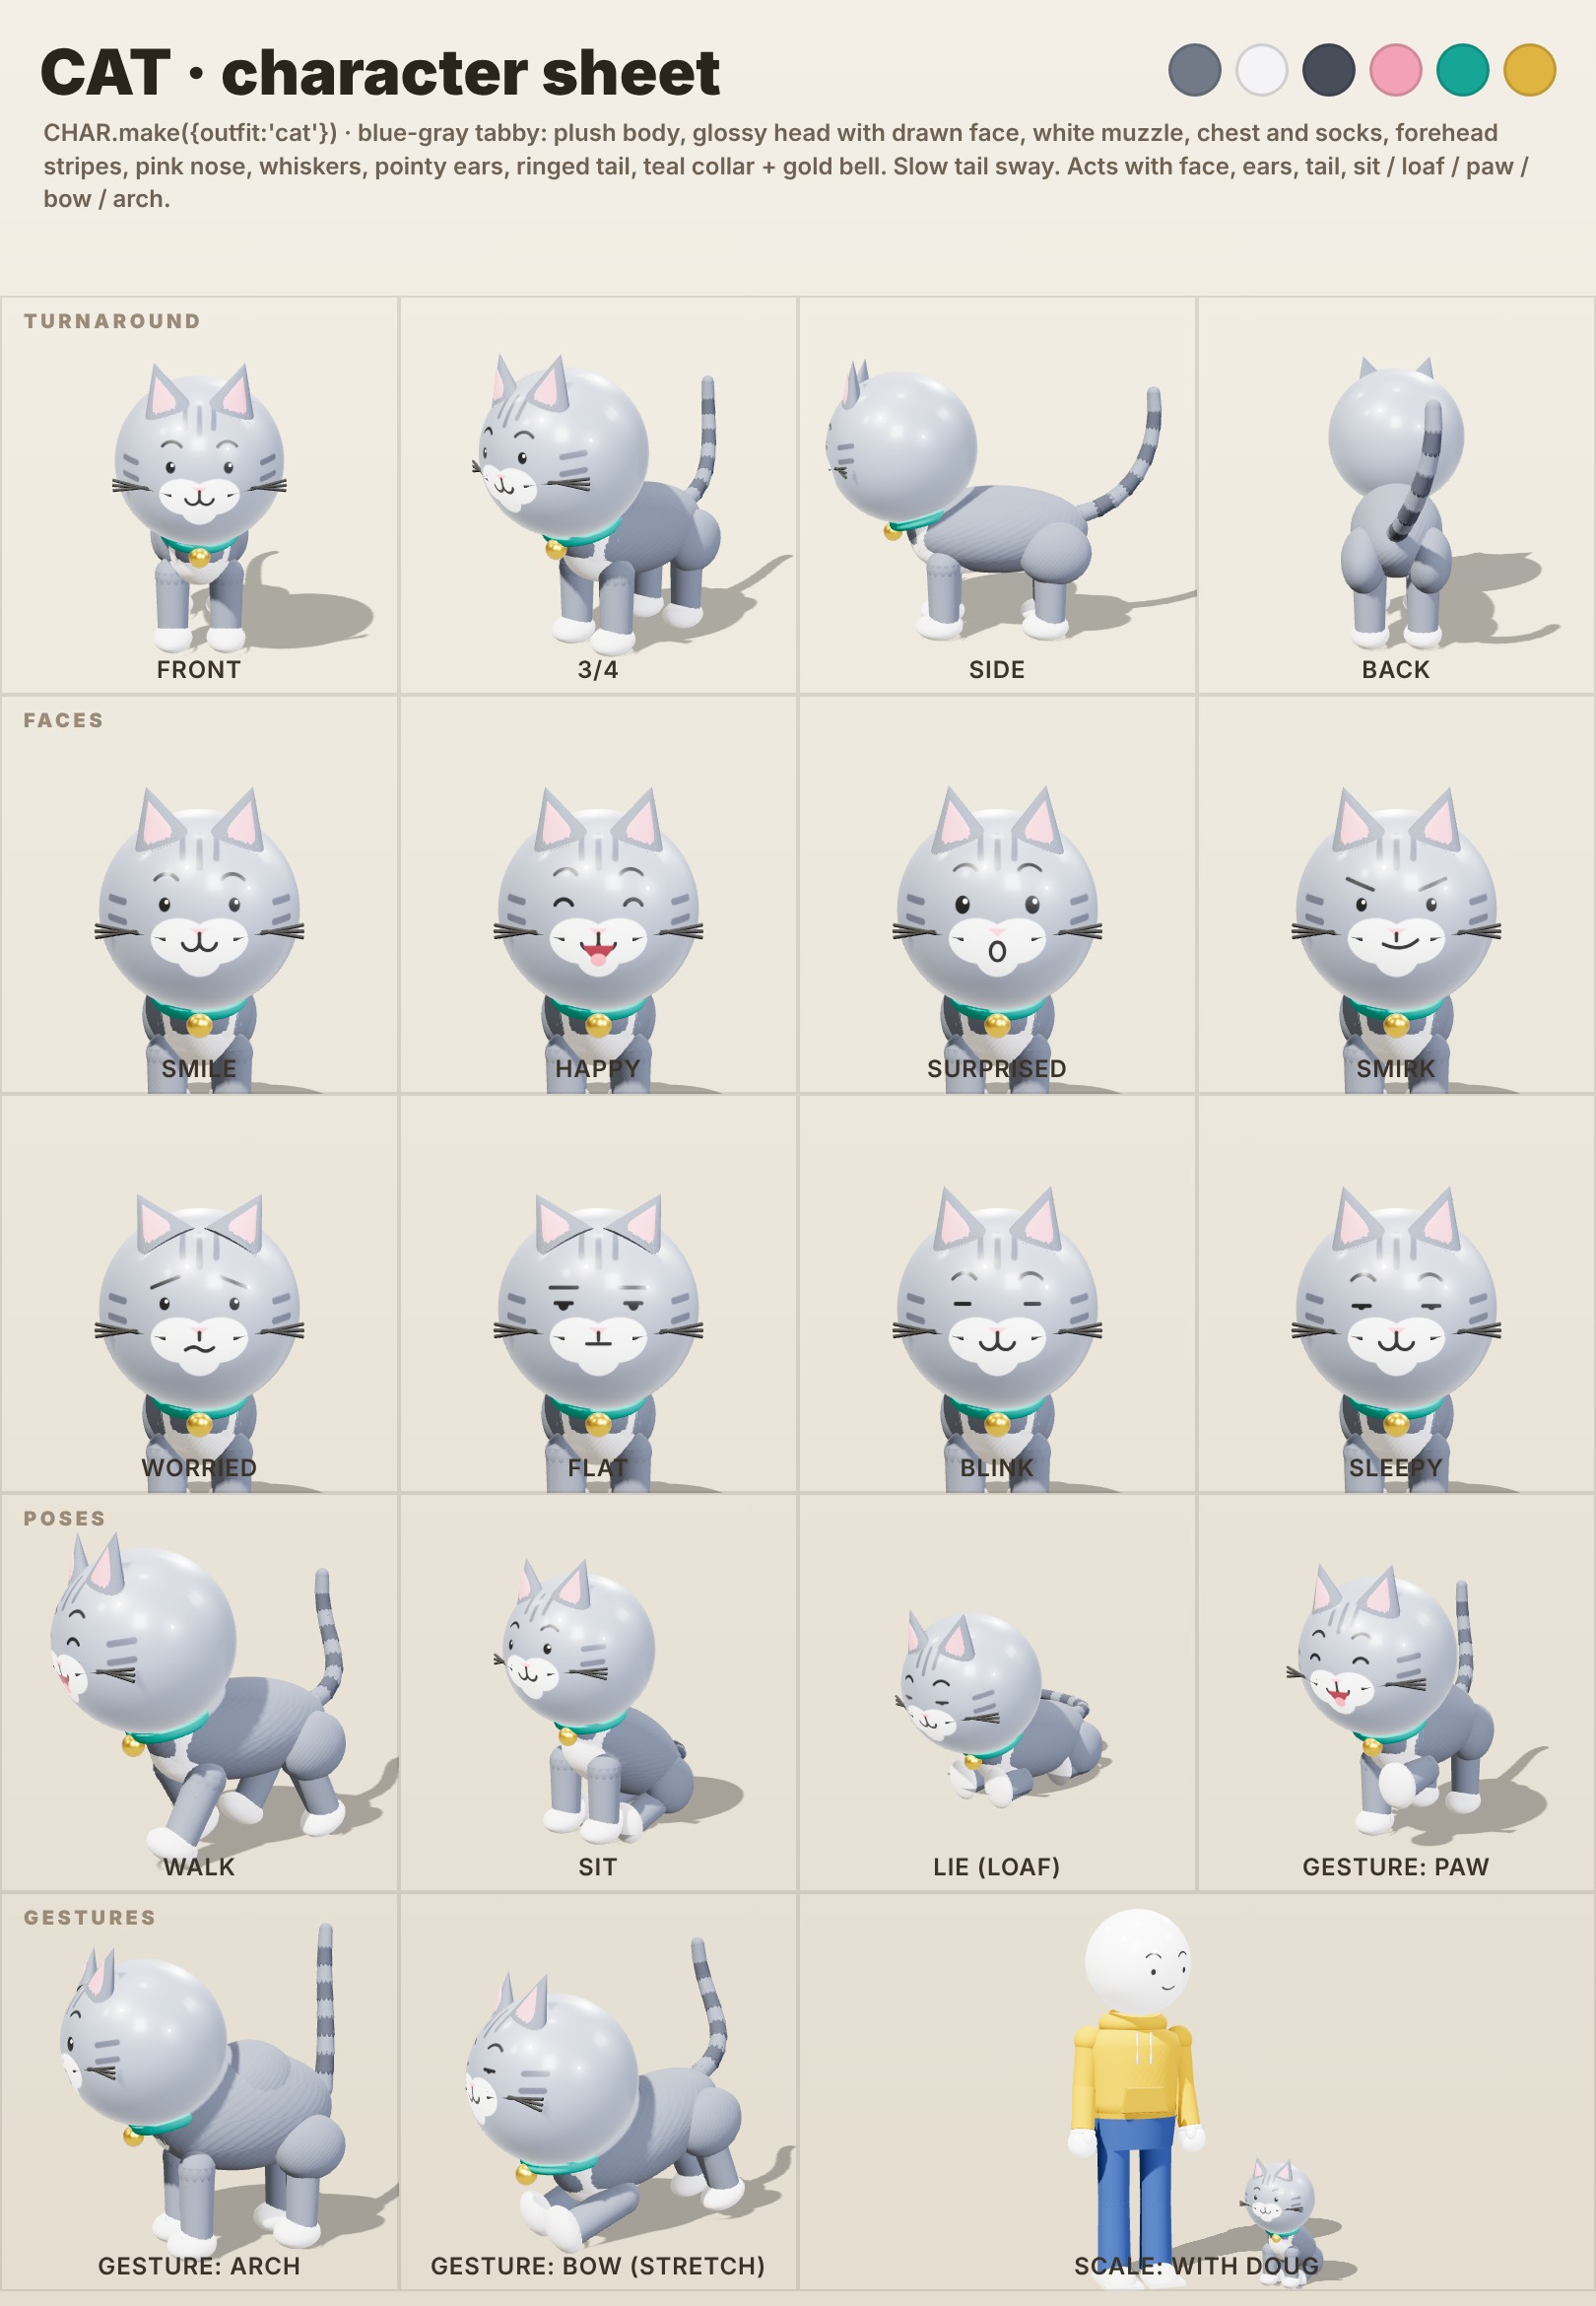 CAT · character sheet
CHAR.make({outfit:'cat'}) · blue-gray tabby: plush body, glossy head with drawn face, white muzzle, chest and socks, forehead
stripes, pink nose, whiskers, pointy ears, ringed tail, teal collar + gold bell. Slow tail sway. Acts with face, ears, tail, sit / loaf / paw /
bow / arch.
TURNAROUND
FRONT
3/4
SIDE
BACK
FACES
SMILE
HAPPY
SURPRISED
SMIRK
WORRIED
FLAT
BLINK
SLEEPY
POSES
WALK
SIT
LIE (LOAF)
GESTURE: PAW
GESTURES
GESTURE: ARCH
GESTURE: BOW (STRETCH)
SCALE: WITH DOUG